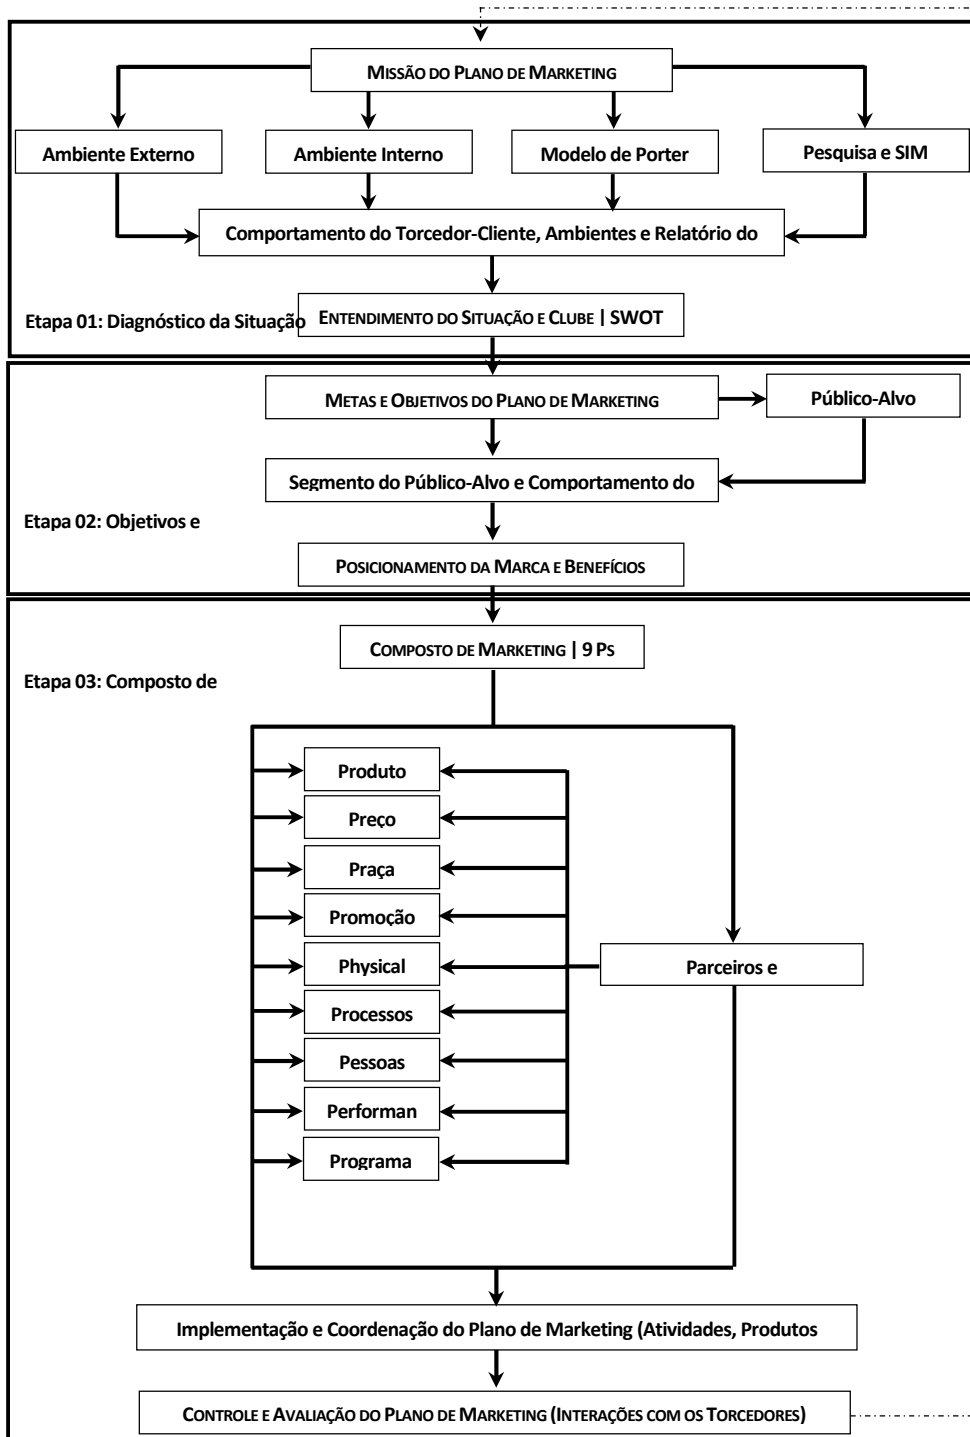 MISSÃO DO PLANO DE MARKETING
Ambiente Externo
Ambiente Interno
Modelo de Porter
Pesquisa e SIM
Comportamento do Torcedor-Cliente, Ambientes e Relatório do
Etapa 01: Diagnóstico da Situação
ENTENDIMENTO DO SITUAÇÃO E CLUBE | SWOT
METAS E OBJETIVOS DO PLANO DE MARKETING
Público-Alvo
Segmento do Público-Alvo e Comportamento do
Etapa 02: Objetivos e
POSICIONAMENTO DA MARCA E BENEFÍCIOS
COMPOSTO DE MARKETING | 9 PS
Etapa 03: Composto de
Produto
Preço
Praça
Promoção
Physical
Parceiros e
Processos
Pessoas
Performan
Programa
Implementação e Coordenação do Plano de Marketing (Atividades, Produtos
CONTROLE E AVALIAÇÃO DO PLANO DE MARKETING (INTERAÇÕES COM OS TORCEDORES)